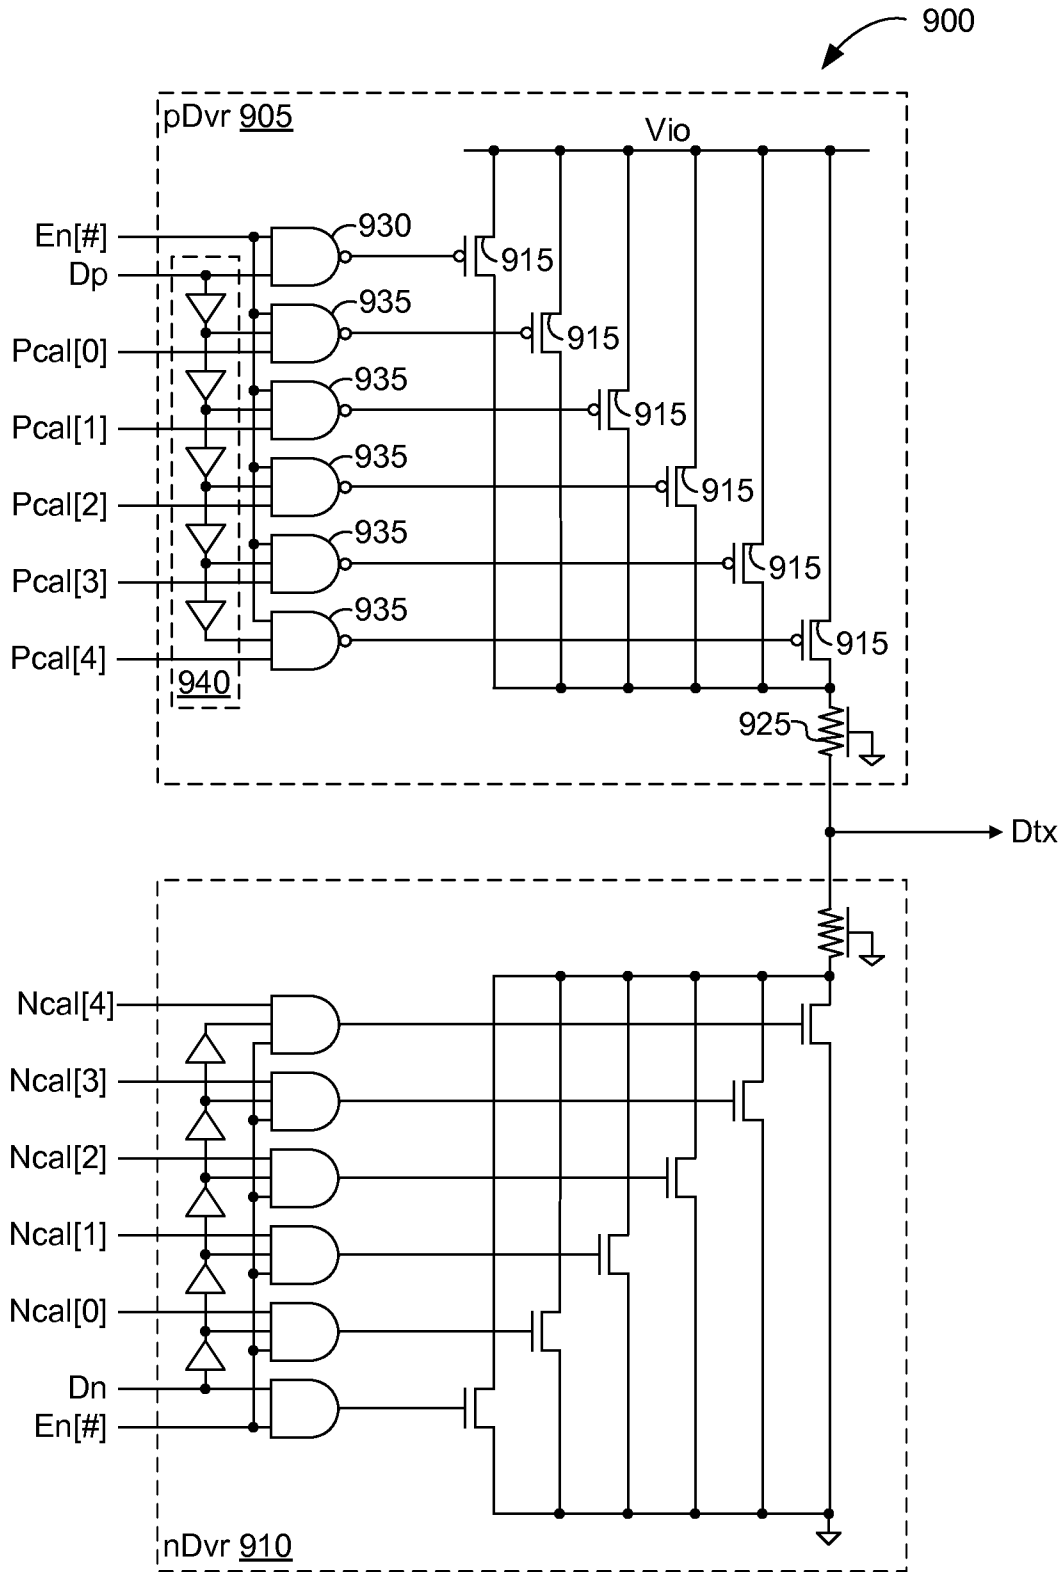 900
pDvr 905
Vio
En[#]
930
915
Dp
935
Pcal[0]
915
935
Pcal[1]
915
935
Pcal[2]
915
935
Pcal[3]
915
935
Pcal[4]
915
940
925
Dtx
Ncal[4]
Ncal[3]
Ncal[2]
Ncal[1]
Ncal[0]
Dn
En[#]
nDvr 910